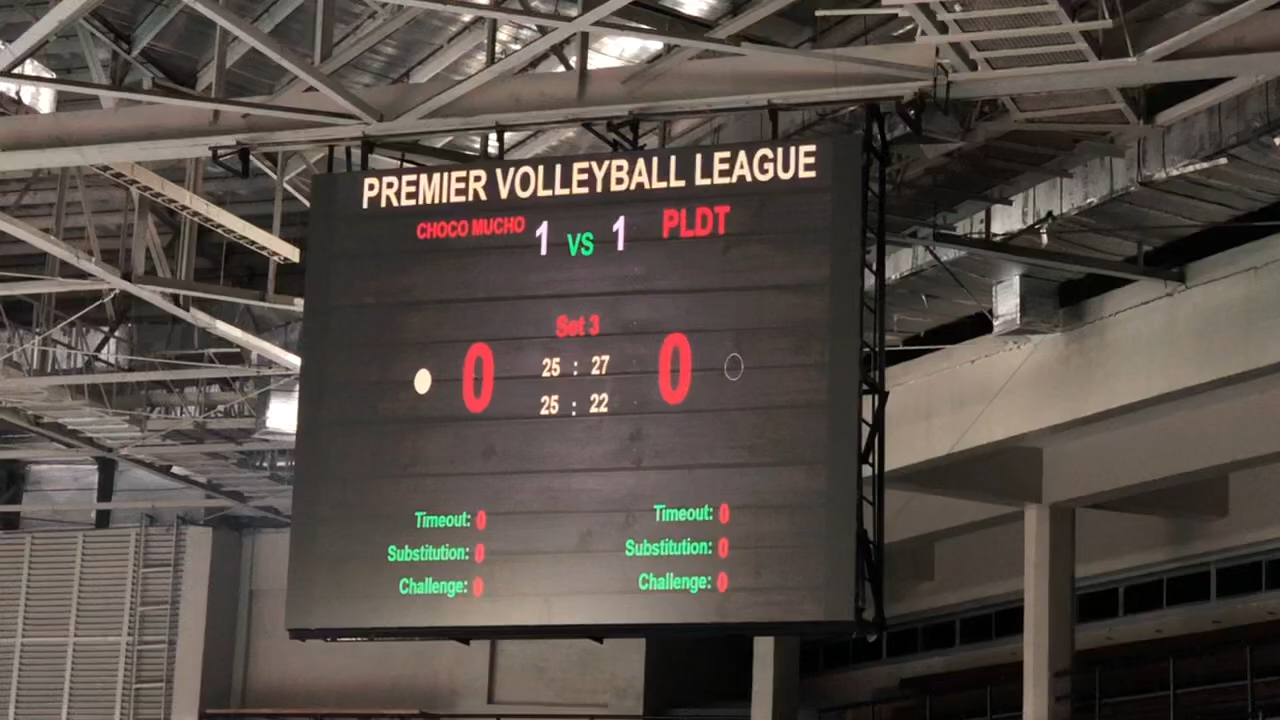 PREMIER VOLLEYBALL LEAGUE
CHOCO MUCHO 1 VS 1 PLDT
Set 3
0 25 : 27 0
25 : 22
Timeout: 0 Timeout: 0
Substitution: 0 Substitution: 0
Challenge: 0 Challenge: 0